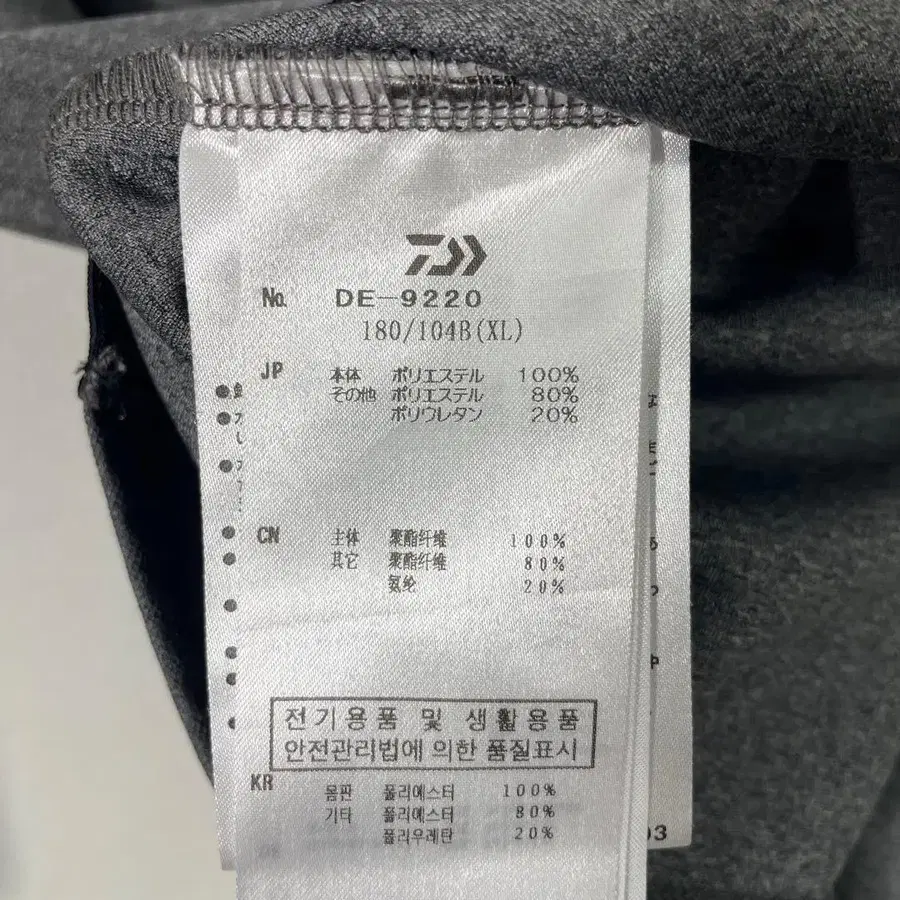 No. DE-9220
180/104B(XL)
JP 本体 ポリエステル 100%
その他 ポリエステル 80%
ポリウレタン 20%
CN 主体 聚酯纤维 100%
其它 聚酯纤维 80%
氨纶 20%
전기용품 및 생활용품
안전관리법에 의한 품질표시
KR 몸판 폴리에스터 100%
기타 폴리에스터 80%
폴리우레탄 20%